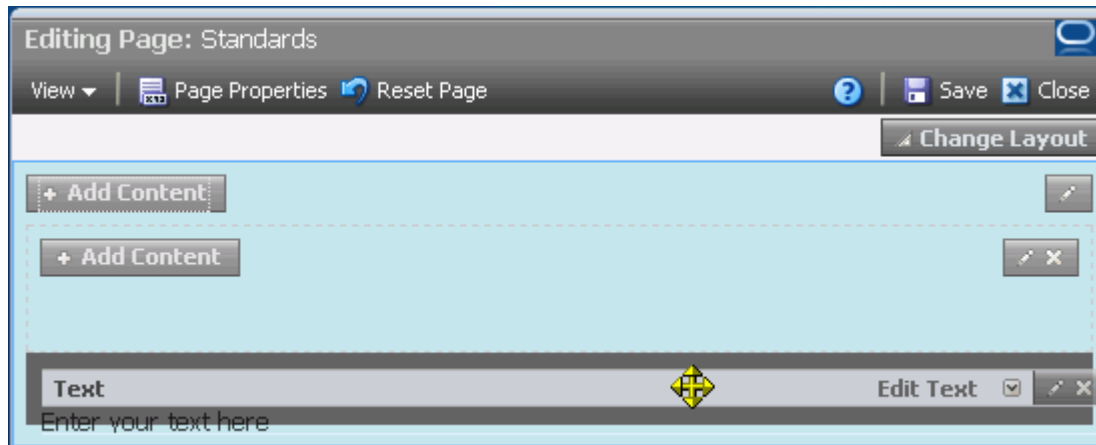 Editing Page: Standards
View Page Properties Reset Page Save Close
Change Layout
+ Add Content
+ Add Content
Text Edit Text
Enter your text here